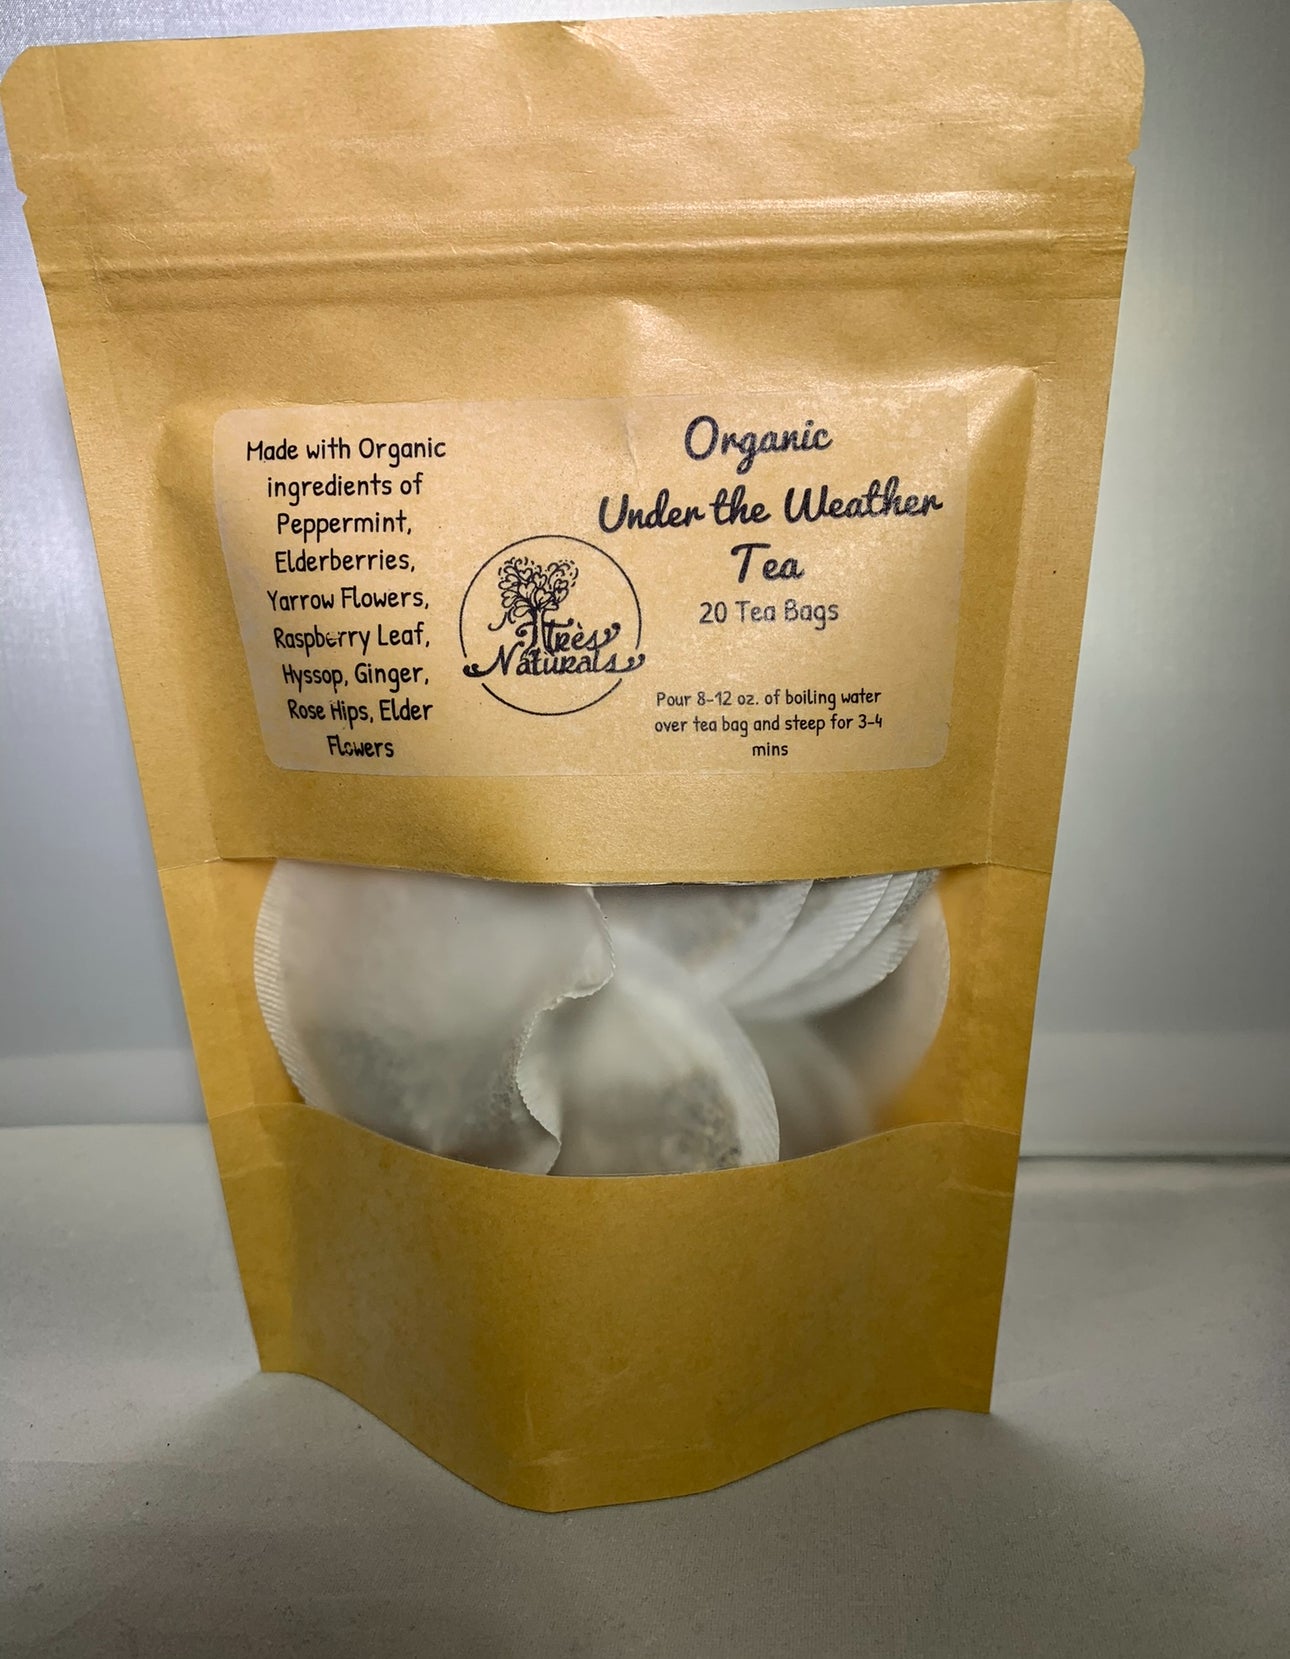 Made with Organic
ingredients of
Peppermint,
Elderberries,
Yarrow Flowers,
Raspberry Leaf,
Hyssop, Ginger,
Rose Hips, Elder
Flowers
Très
Naturals
Organic
Under the Weather
Tea
20 Tea Bags
Pour 8-12 oz. of boiling water
over tea bag and steep for 3-4
mins